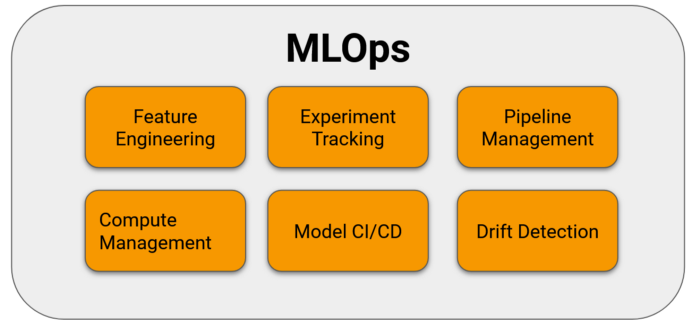 MLOps
Feature
Engineering
Experiment
Tracking
Pipeline
Management
Compute
Management
Model CI/CD
Drift Detection